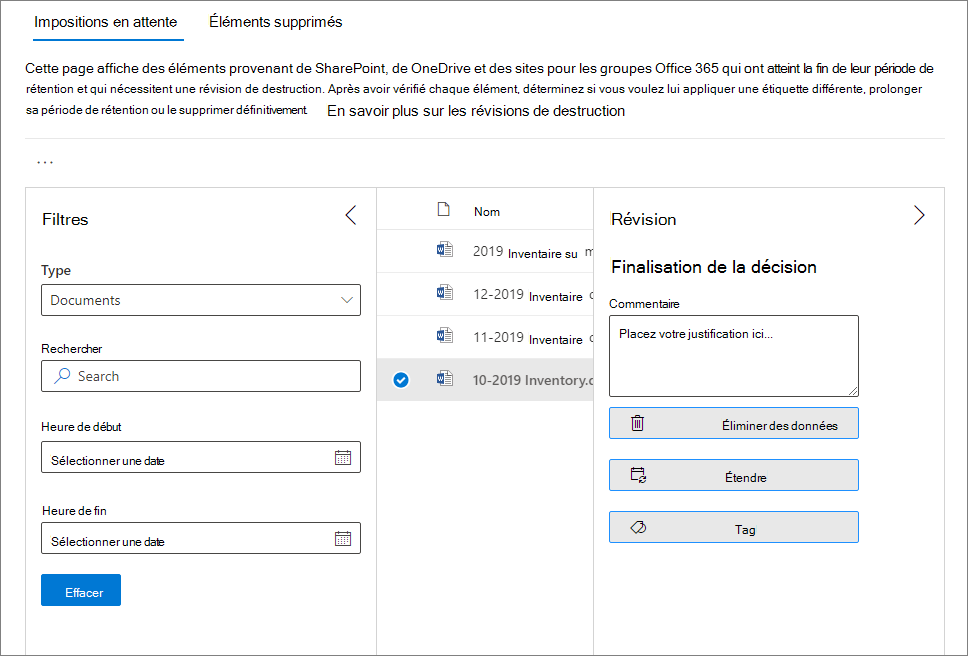 Impositions en attente Éléments supprimés
Cette page affiche des éléments provenant de SharePoint, de OneDrive et des sites pour les groupes Office 365 qui ont atteint la fin de leur période de
rétention et qui nécessitent une révision de destruction. Après avoir vérifié chaque élément, déterminez si vous voulez lui appliquer une étiquette différente, prolonger
sa période de rétention ou le supprimer définitivement. En savoir plus sur les révisions de destruction
...
Filtres
Type
Documents
Rechercher
Search
Heure de début
Sélectionner une date
Heure de fin
Sélectionner une date
Effacer
Nom
2019 Inventaire su
12-2019 Inventaire
11-2019 Inventaire
10-2019 Inventory.d
Révision
Finalisation de la décision
Commentaire
Placez votre justification ici...
Éliminer des données
Étendre
Tag